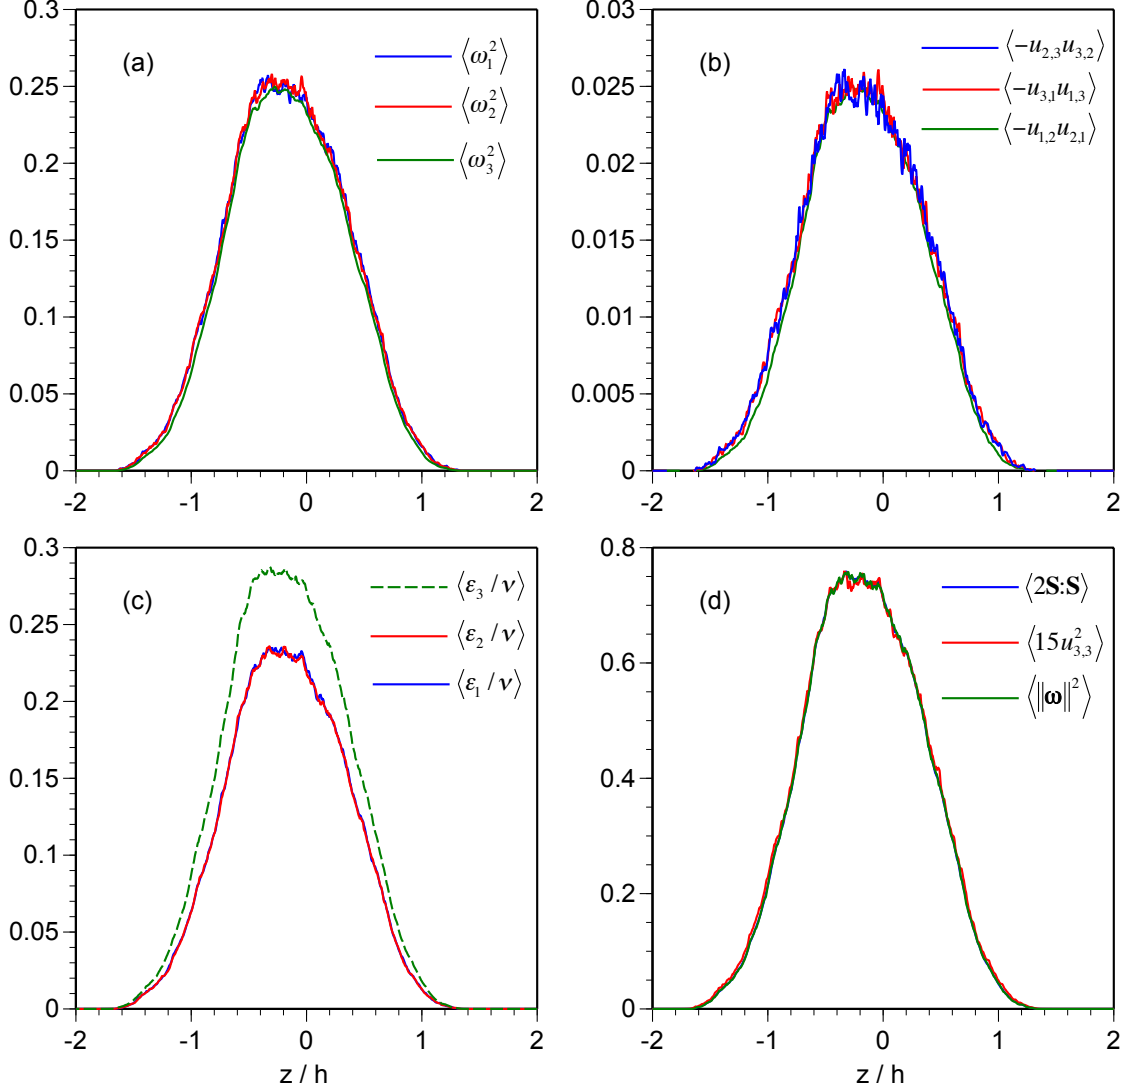 (a)
⟨ω₁²⟩
⟨ω₂²⟩
⟨ω₃²⟩
0.3
0.25
0.2
0.15
0.1
0.05
0
-2 -1 0 1 2
(b)
⟨-u₂,₃u₃,₂⟩
⟨-u₃,₁u₁,₃⟩
⟨-u₁,₂u₂,₁⟩
0.03
0.025
0.02
0.015
0.01
0.005
0
-2 -1 0 1 2
(c)
⟨ε₃ / ν⟩
⟨ε₂ / ν⟩
⟨ε₁ / ν⟩
0.3
0.25
0.2
0.15
0.1
0.05
0
-2 -1 0 1 2
z / h
(d)
⟨2S:S⟩
⟨15u²₃,₃⟩
⟨‖ω‖²⟩
0.8
0.6
0.4
0.2
0
-2 -1 0 1 2
z / h